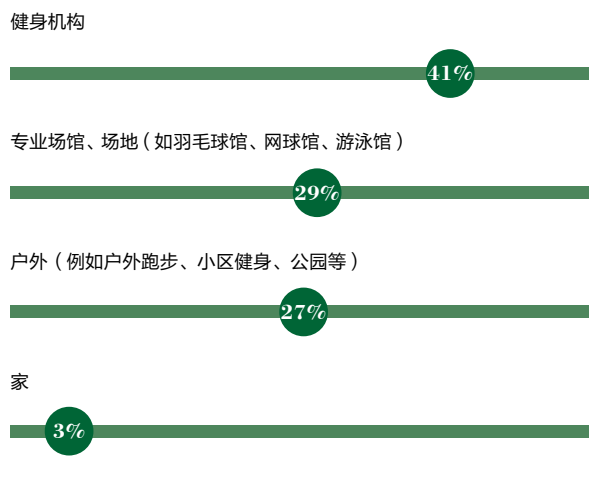 健身机构
41%
专业场馆、场地（如羽毛球馆、网球馆、游泳馆）
29%
户外（例如户外跑步、小区健身、公园等）
27%
家
3%